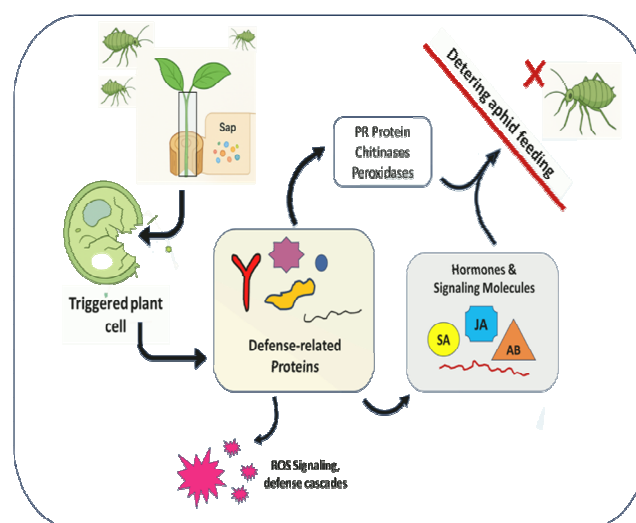 Sap
Detering aphid feeding
PR Protein
Chitinases
Peroxidases
Triggered plant
cell
Defense-related
Proteins
Hormones &
Signaling Molecules
SA
JA
AB
ROS Signaling,
defense cascades